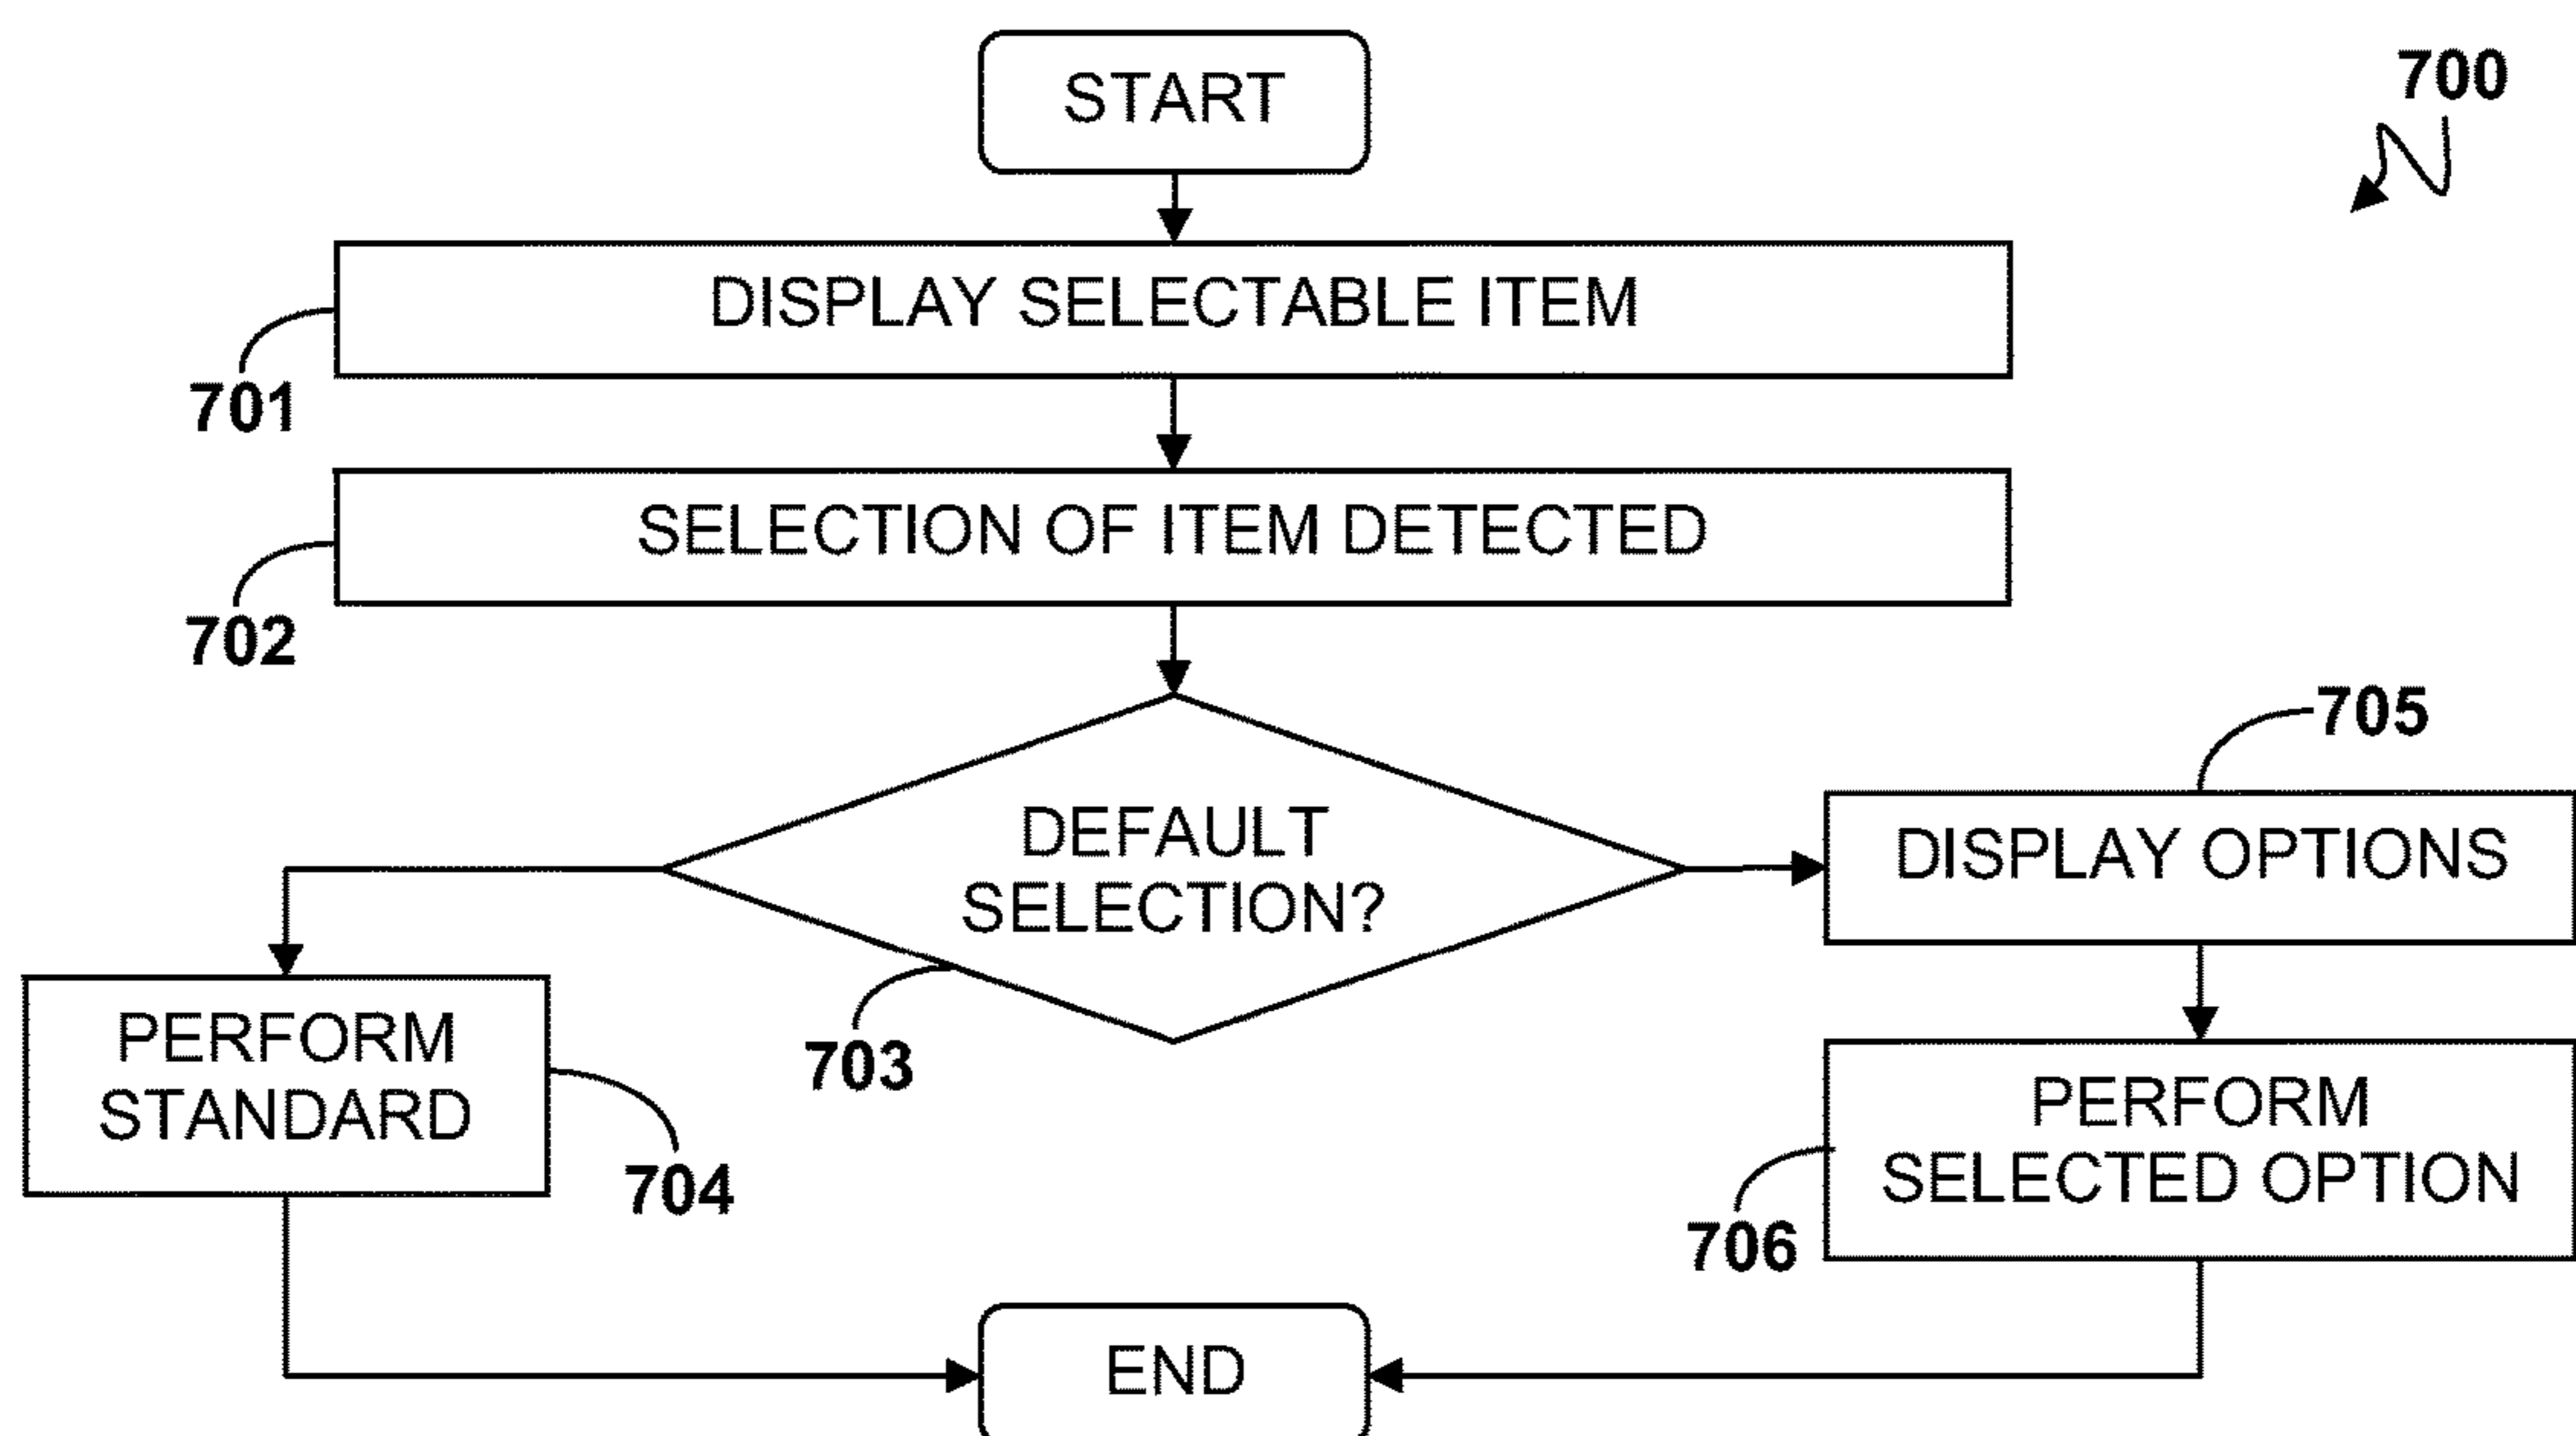 START
700
DISPLAY SELECTABLE ITEM
701
SELECTION OF ITEM DETECTED
702
705
DEFAULT
SELECTION?
DISPLAY OPTIONS
703
PERFORM
STANDARD
704
PERFORM
SELECTED OPTION
706
END